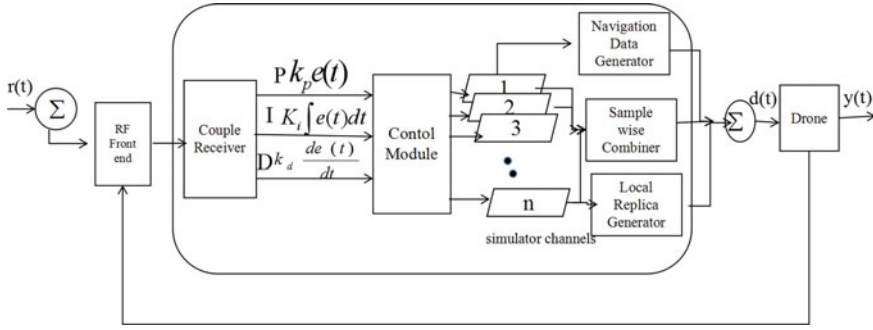 r(t)
Σ
RF
Front
end
Couple
Receiver
P k_p e(t)
I K_i ∫ e(t)dt
D k_d de (t)/dt
Contol
Module
1
2
3
n
simulator channels
Navigation
Data
Generator
Sample
wise
Combiner
Local
Replica
Generator
Σ
d(t)
Drone
y(t)